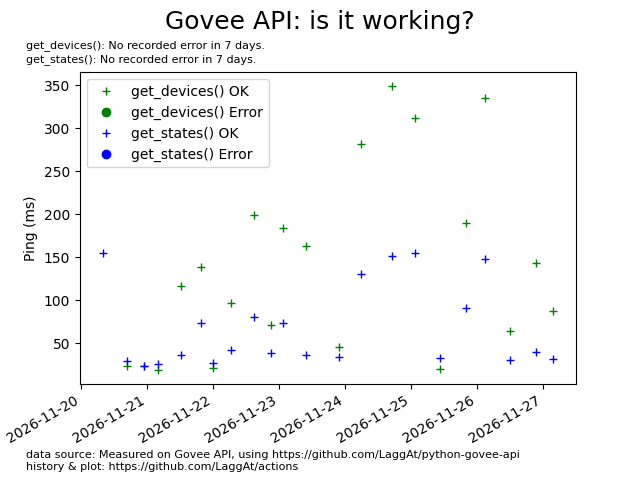 Govee API: is it working?
get_devices(): No recorded error in 7 days.
get_states(): No recorded error in 7 days.
get_devices() OK
get_devices() Error
get_states() OK
get_states() Error
Ping (ms)
350
300
250
200
150
100
50
2026-11-20
2026-11-21
2026-11-22
2026-11-23
2026-11-24
2026-11-25
2026-11-26
2026-11-27
data source: Measured on Govee API, using https://github.com/LaggAt/python-govee-api
history & plot: https://github.com/LaggAt/actions